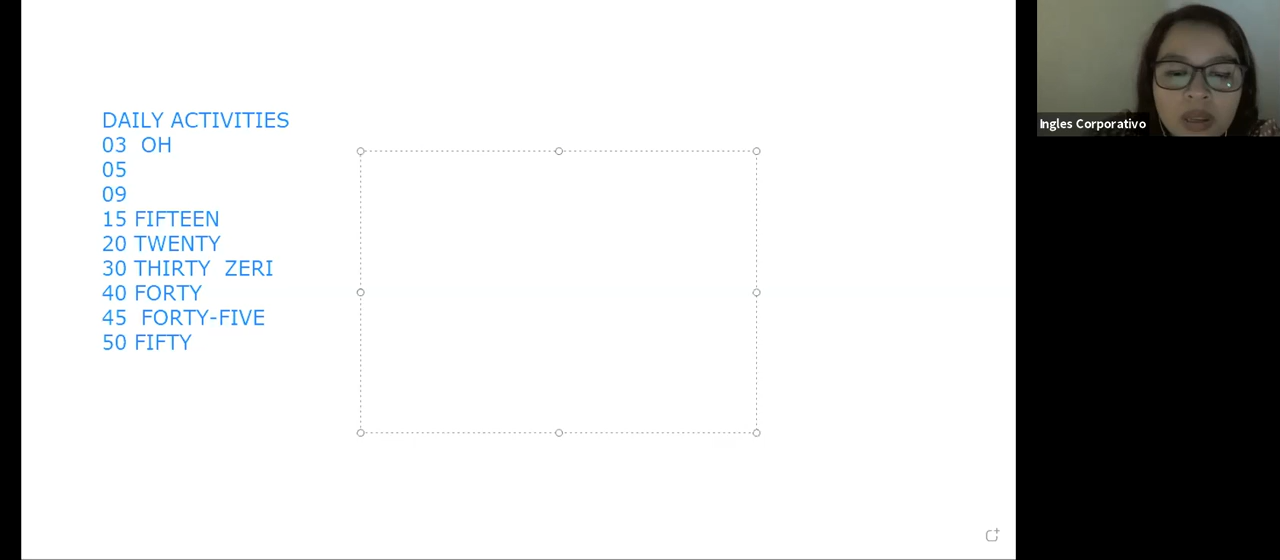 DAILY ACTIVITIES
03 OH
05
09
15 FIFTEEN
20 TWENTY
30 THIRTY ZERI
40 FORTY
45 FORTY-FIVE
50 FIFTY
Ingles Corporativo